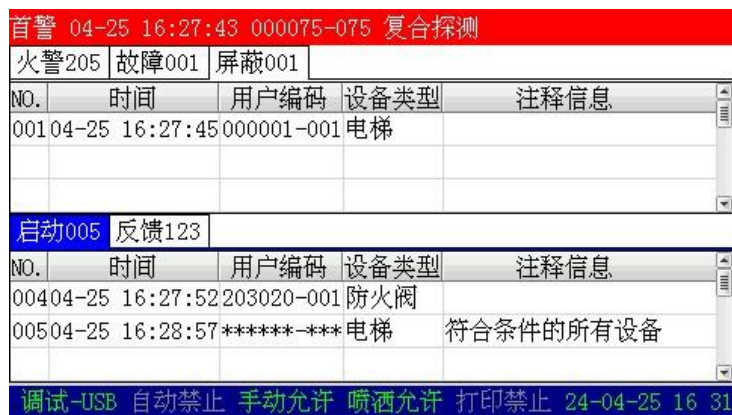 首警 04-25 16:27:43 000075-075 复合探测
火警205 故障001 屏蔽001
NO. 时间 用户编码 设备类型 注释信息
001 04-25 16:27:45 000001-001 电梯
启动005 反馈123
NO. 时间 用户编码 设备类型 注释信息
004 04-25 16:27:52 203020-001 防火阀
005 04-25 16:28:57 ******-*** 电梯 符合条件的所有设备
调试-USB 自动禁止 手动允许 喷洒允许 打印禁止 24-04-25 16 31